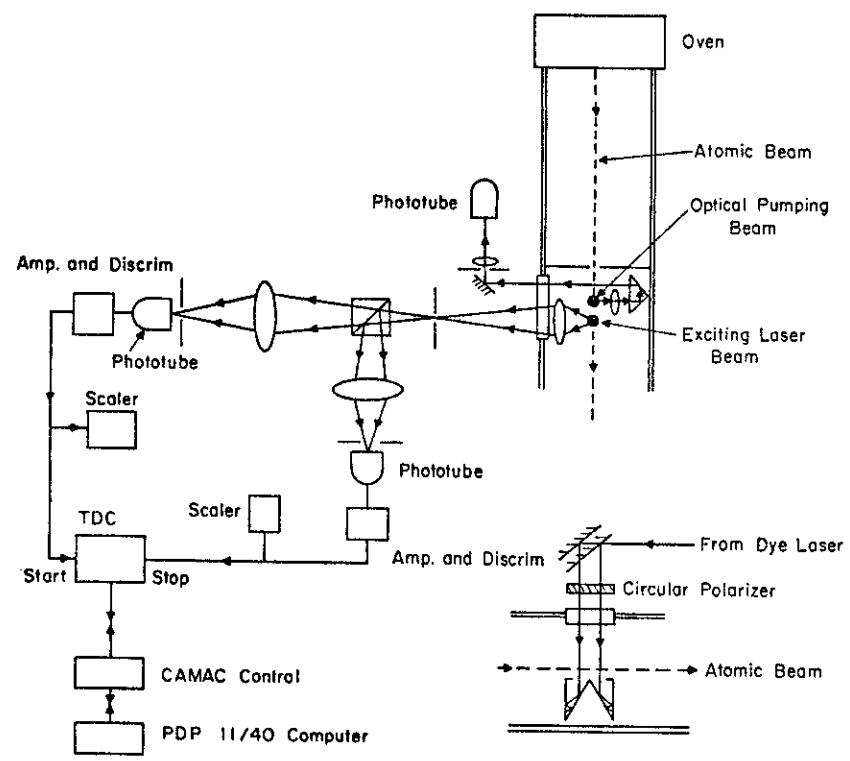 Oven
Atomic Beam
Phototube
Optical Pumping
Beam
Amp. and Discrim
Phototube
Exciting Laser
Beam
Scaler
Phototube
Scaler
TDC
Start
Stop
Amp. and Discrim
From Dye Laser
Circular Polarizer
CAMAC Control
Atomic Beam
PDP 11/40 Computer